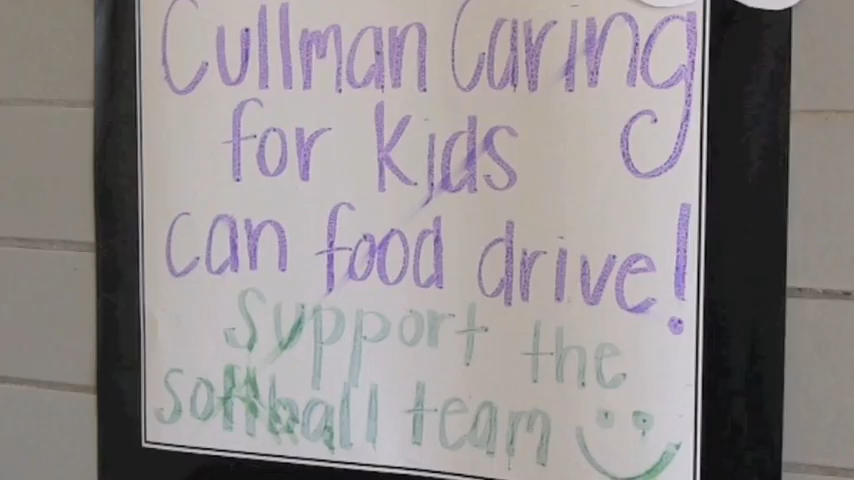 Cullman Caring
for Kids
can food drive!
Support the
softball team